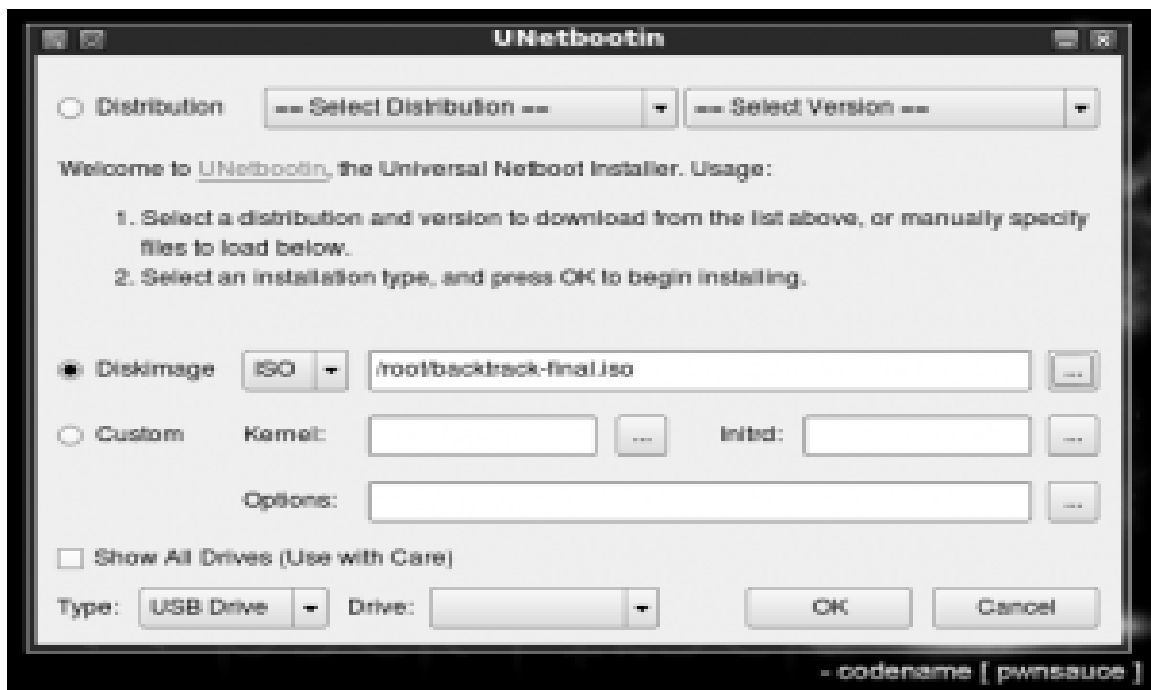 UNetbootin
Distribution == Select Distribution == == Select Version ==
Welcome to UNetbootin, the Universal Netboot Installer. Usage:
1. Select a distribution and version to download from the list above, or manually specify
files to load below.
2. Select an installation type, and press OK to begin installing.
Diskimage ISO /root/backtrack-final.iso ...
Custom Kernel: ... Initrd: ...
Options: ...
Show All Drives (Use with Care)
Type: USB Drive Drive: OK Cancel
- codename [ pwnsauce ]